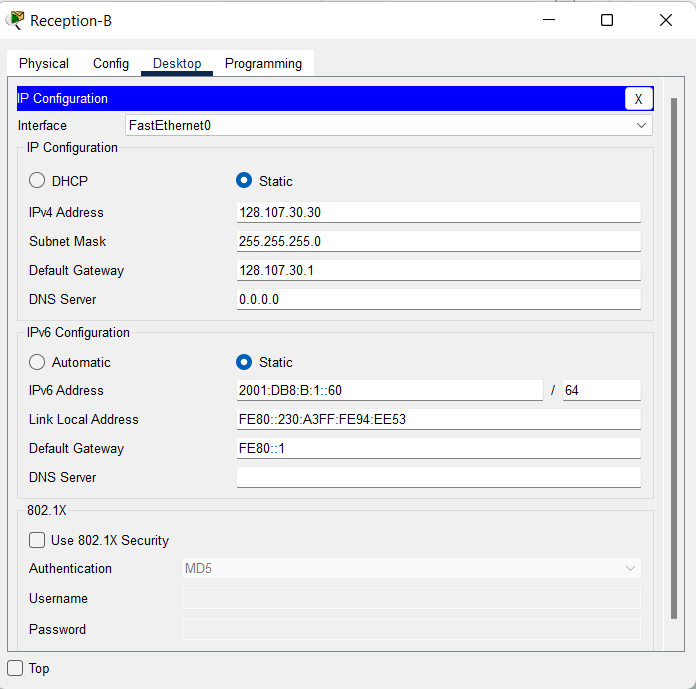 Reception-B
Physical Config Desktop Programming
IP Configuration X
Interface FastEthernet0
IP Configuration
DHCP Static
IPv4 Address 128.107.30.30
Subnet Mask 255.255.255.0
Default Gateway 128.107.30.1
DNS Server 0.0.0.0
IPv6 Configuration
Automatic Static
IPv6 Address 2001:DB8:B:1::60 / 64
Link Local Address FE80::230:A3FF:FE94:EE53
Default Gateway FE80::1
DNS Server
802.1X
Use 802.1X Security
Authentication MD5
Username
Password
Top